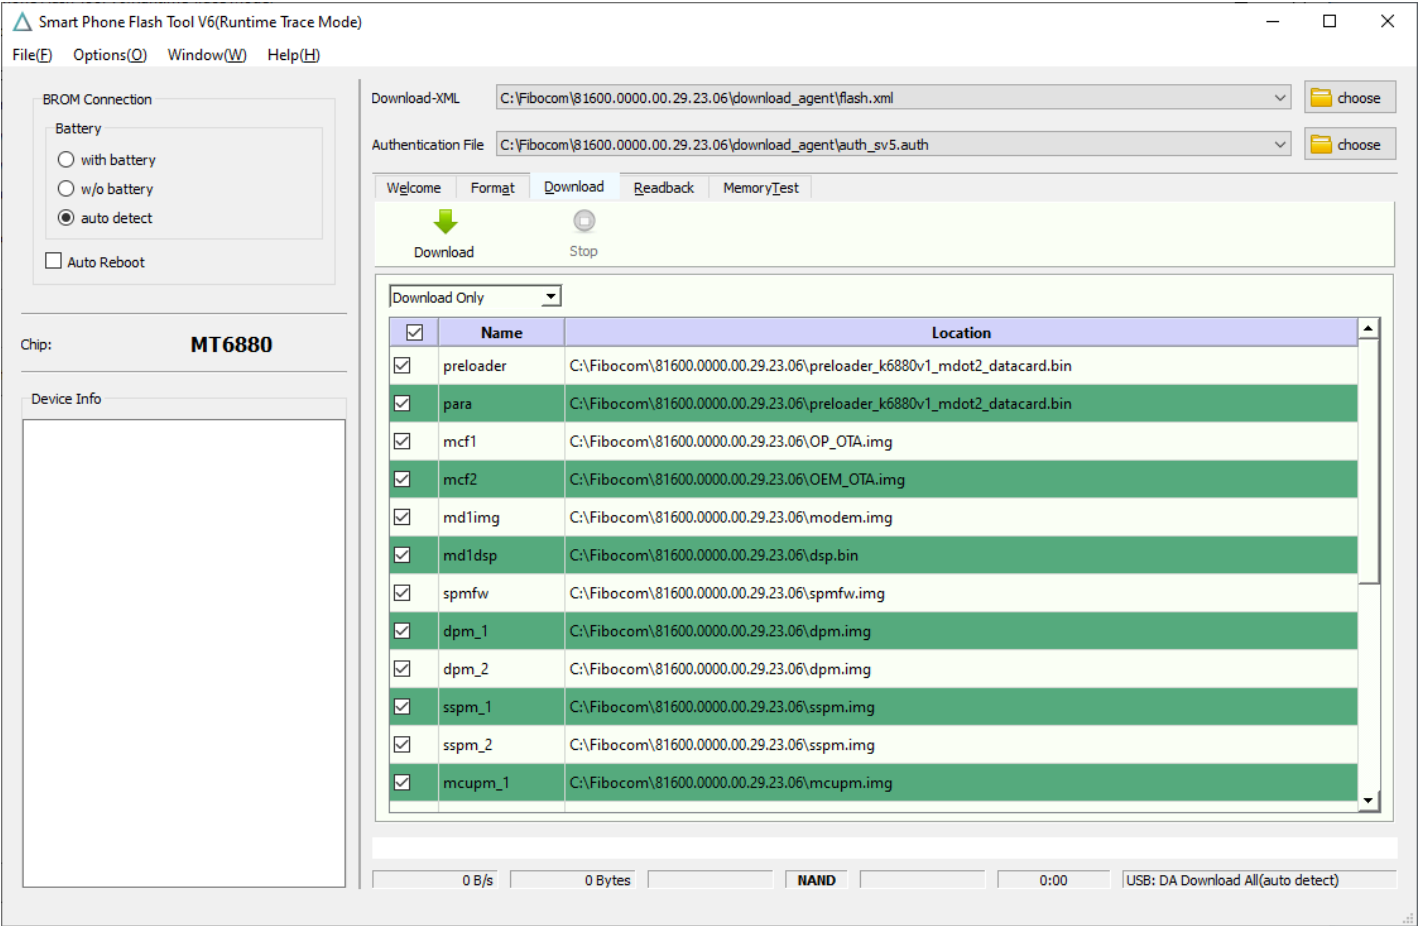 Smart Phone Flash Tool V6(Runtime Trace Mode)
File(F) Options(O) Window(W) Help(H)
BROM Connection
Battery
with battery
w/o battery
auto detect
Auto Reboot
Chip: MT6880
Device Info
Download-XML C:\Fibocom\81600.0000.00.29.23.06\download_agent\flash.xml choose
Authentication File C:\Fibocom\81600.0000.00.29.23.06\download_agent\auth_sv5.auth choose
Welcome Format Download Readback MemoryTest
Download Stop
Download Only
Name Location
preloader C:\Fibocom\81600.0000.00.29.23.06\preloader_k6880v1_mdot2_datacard.bin
para C:\Fibocom\81600.0000.00.29.23.06\preloader_k6880v1_mdot2_datacard.bin
mcf1 C:\Fibocom\81600.0000.00.29.23.06\OP_OTA.img
mcf2 C:\Fibocom\81600.0000.00.29.23.06\OEM_OTA.img
md1img C:\Fibocom\81600.0000.00.29.23.06\modem.img
md1dsp C:\Fibocom\81600.0000.00.29.23.06\dsp.bin
spmfw C:\Fibocom\81600.0000.00.29.23.06\spmfw.img
dpm_1 C:\Fibocom\81600.0000.00.29.23.06\dpm.img
dpm_2 C:\Fibocom\81600.0000.00.29.23.06\dpm.img
sspm_1 C:\Fibocom\81600.0000.00.29.23.06\sspm.img
sspm_2 C:\Fibocom\81600.0000.00.29.23.06\sspm.img
mcupm_1 C:\Fibocom\81600.0000.00.29.23.06\mcupm.img
0 B/s 0 Bytes NAND 0:00 USB: DA Download All(auto detect)